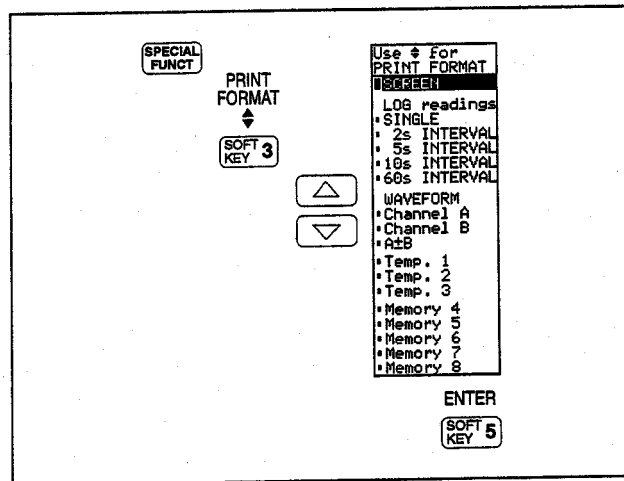 SPECIAL
FUNCT
PRINT
FORMAT
SOFT
KEY 3
Use ♦ for
PRINT FORMAT
SCREEN
LOG readings
SINGLE
2s INTERVAL
5s INTERVAL
10s INTERVAL
60s INTERVAL
WAVEFORM
Channel A
Channel B
A±B
Temp. 1
Temp. 2
Temp. 3
Memory 4
Memory 5
Memory 6
Memory 7
Memory 8
ENTER
SOFT
KEY 5